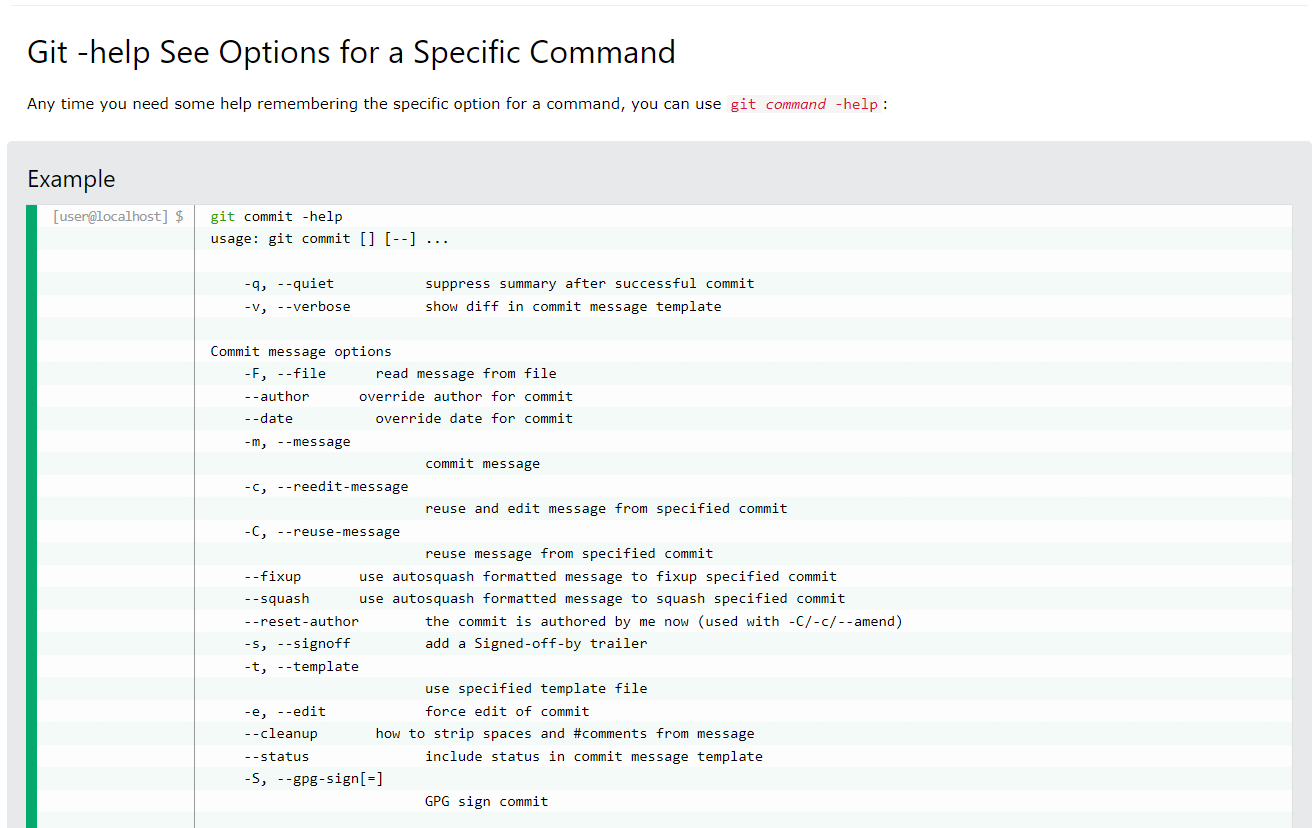 Git -help See Options for a Specific Command
Any time you need some help remembering the specific option for a command, you can use git command -help:
Example
[user@localhost] $ git commit -help
usage: git commit [] [--] ...
-q, --quiet suppress summary after successful commit
-v, --verbose show diff in commit message template
Commit message options
-F, --file read message from file
--author override author for commit
--date override date for commit
-m, --message
commit message
-c, --reedit-message
reuse and edit message from specified commit
-C, --reuse-message
reuse message from specified commit
--fixup use autosquash formatted message to fixup specified commit
--squash use autosquash formatted message to squash specified commit
--reset-author the commit is authored by me now (used with -C/-c/--amend)
-s, --signoff add a Signed-off-by trailer
-t, --template
use specified template file
-e, --edit force edit of commit
--cleanup how to strip spaces and #comments from message
--status include status in commit message template
-S, --gpg-sign[=]
GPG sign commit